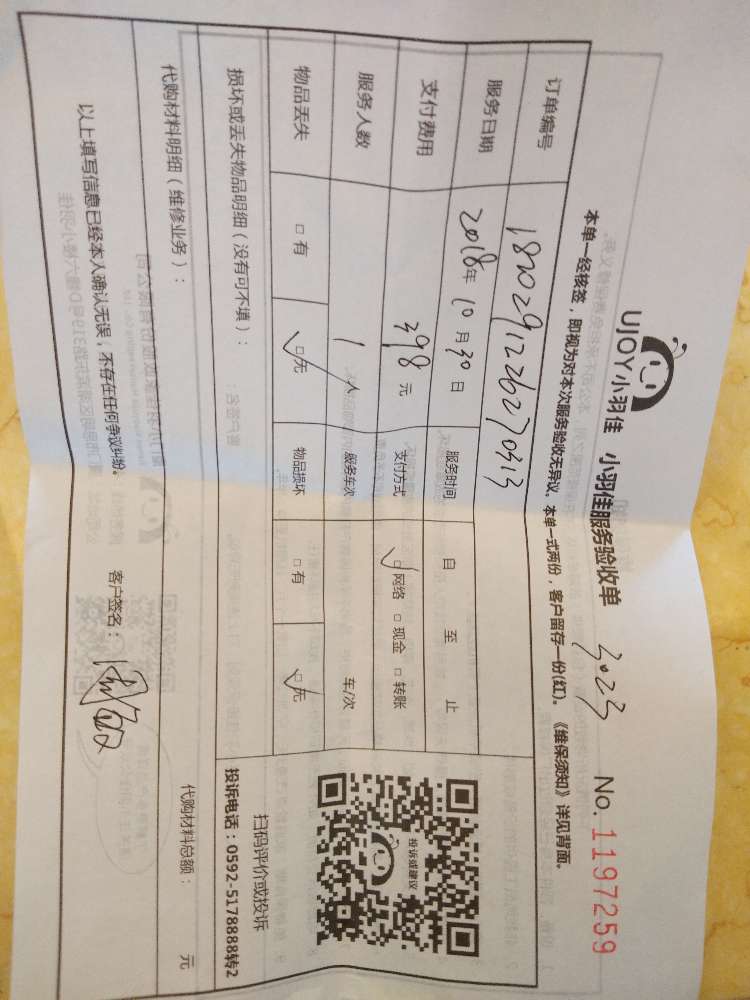 UJOY小羽佳 小羽佳服务验收单 3023 No. 1197259
本单一经核签，即视为对本次服务验收无异议、本单一式两份，客户留存一份(红)。《维保须知》详见背面。
订单编号 1810291226270313
服务日期 2018年10月30日 服务时间 自 至 止
支付费用 398元 支付方式 ☑网络 □现金 □转账
服务人数 1人 服务车次 车/次
物品丢失 □有 ☑无 物品损坏 □有 ☑无
投诉或建议
扫码评价或投诉
损坏或丢失物品明细（没有可不填）： 投诉电话：0592-5178888转2
代购材料明细（维修业务）： 代购材料总额： 元
以上填写信息已经本人确认无误，不存在任何争议纠纷。 客户签名：